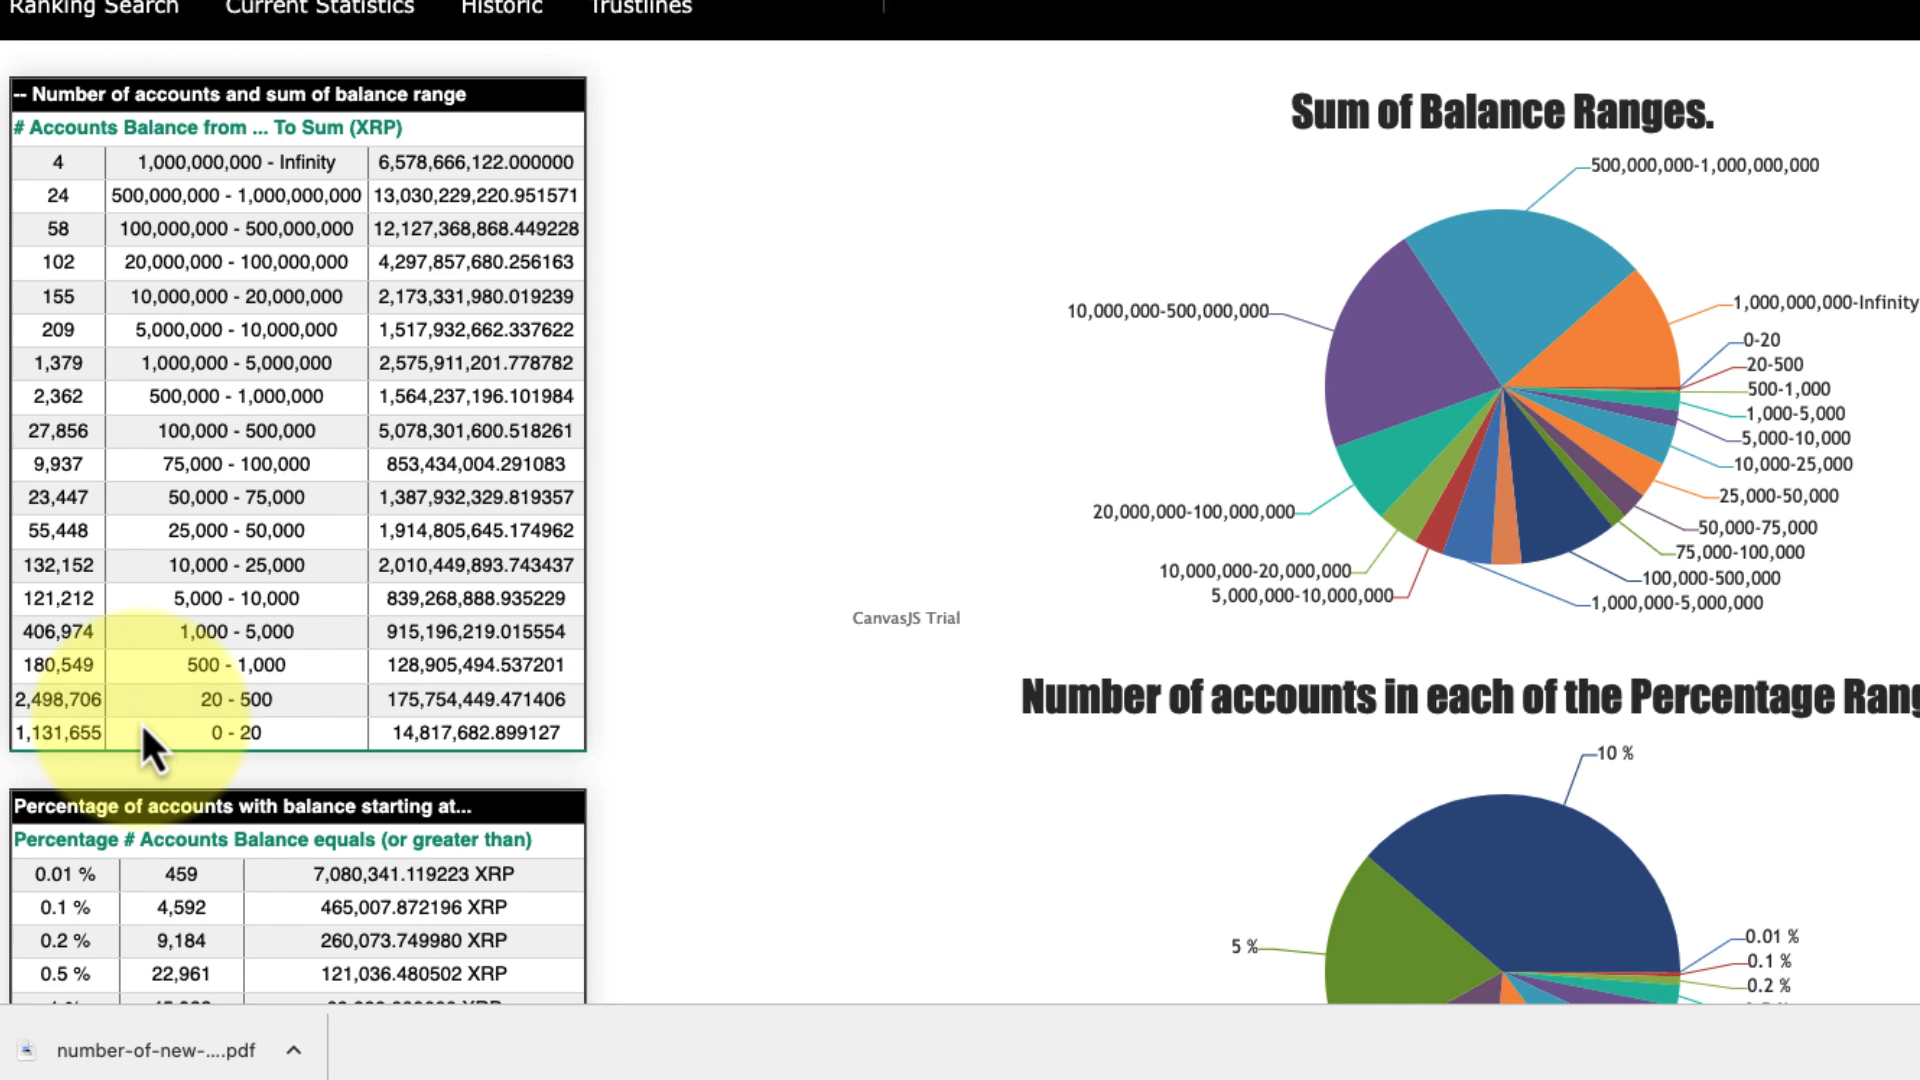 Ranking Search Current Statistics Historic Trustlines
-- Number of accounts and sum of balance range
# Accounts Balance from ... To Sum (XRP)
4 1,000,000,000 - Infinity 6,578,666,122.000000
24 500,000,000 - 1,000,000,000 13,030,229,220.951571
58 100,000,000 - 500,000,000 12,127,368,868.449228
102 20,000,000 - 100,000,000 4,297,857,680.256163
155 10,000,000 - 20,000,000 2,173,331,980.019239
209 5,000,000 - 10,000,000 1,517,932,662.337622
1,379 1,000,000 - 5,000,000 2,575,911,201.778782
2,362 500,000 - 1,000,000 1,564,237,196.101984
27,856 100,000 - 500,000 5,078,301,600.518261
9,937 75,000 - 100,000 853,434,004.291083
23,447 50,000 - 75,000 1,387,932,329.819357
55,448 25,000 - 50,000 1,914,805,645.174962
132,152 10,000 - 25,000 2,010,449,893.743437
121,212 5,000 - 10,000 839,268,888.935229
406,974 1,000 - 5,000 915,196,219.015554
180,549 500 - 1,000 128,905,494.537201
2,498,706 20 - 500 175,754,449.471406
1,131,655 0 - 20 14,817,682.899127
Percentage of accounts with balance starting at...
Percentage # Accounts Balance equals (or greater than)
0.01 % 459 7,080,341.119223 XRP
0.1 % 4,592 465,007.872196 XRP
0.2 % 9,184 260,073.749980 XRP
0.5 % 22,961 121,036.480502 XRP
Sum of Balance Ranges.
500,000,000-1,000,000,000
10,000,000-500,000,000
1,000,000,000-Infinity
0-20
20-500
500-1,000
1,000-5,000
5,000-10,000
10,000-25,000
25,000-50,000
50,000-75,000
75,000-100,000
100,000-500,000
1,000,000-5,000,000
20,000,000-100,000,000
10,000,000-20,000,000
5,000,000-10,000,000
CanvasJS Trial
Number of accounts in each of the Percentage Rang
10 %
5 %
0.01 %
0.1 %
0.2 %
number-of-new-....pdf